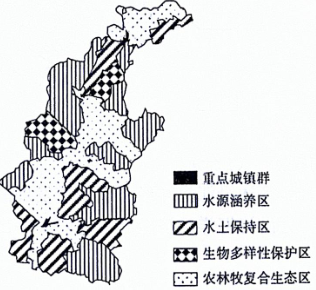 重点城镇群
水源涵养区
水土保持区
生物多样性保护区
农林牧复合生态区